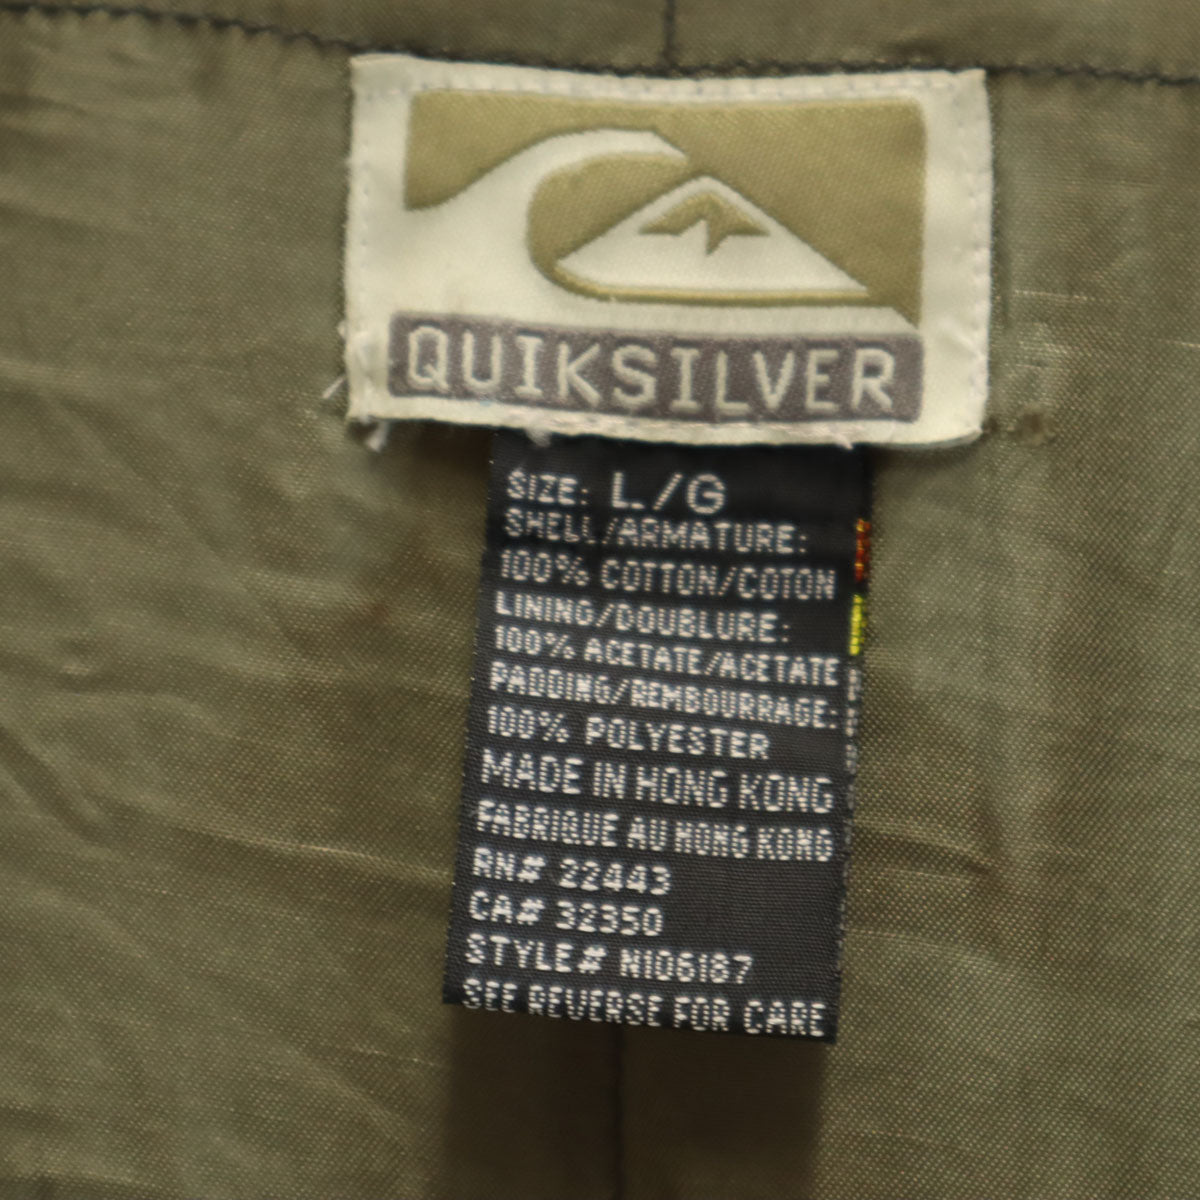 QUIKSILVER
SIZE: L/G
SHELL/ARMATURE:
100% COTTON/COTON
LINING/DOUBLURE:
100% ACETATE/ACETATE
PADDING/REMBOURRAGE:
100% POLYESTER
MADE IN HONG KONG
FABRIQUE AU HONG KONG
RN# 22443
CA# 32350
STYLE# N106187
SEE REVERSE FOR CARE